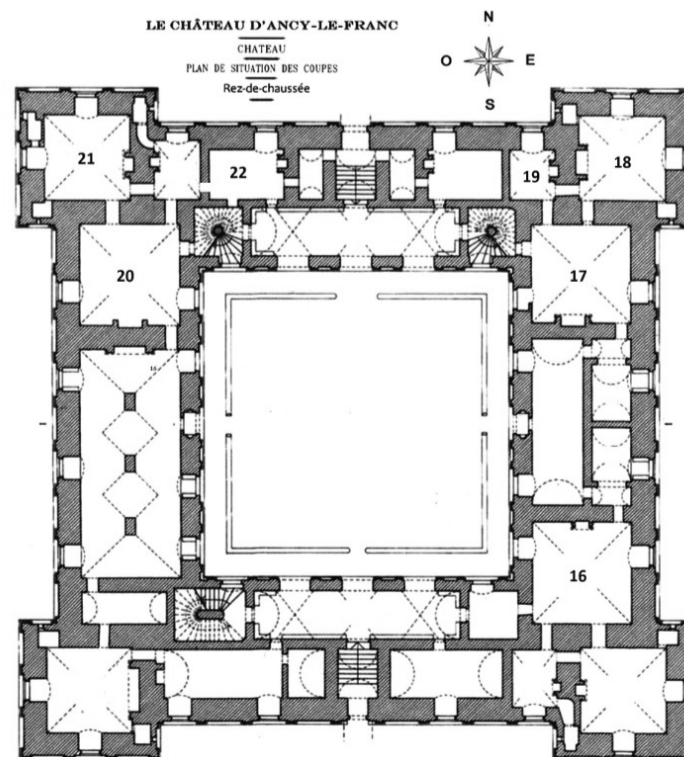 LE CHÂTEAU D'ANCY-LE-FRANC
CHATEAU
PLAN DE SITUATION DES COUPES
Rez-de-chaussée
N
O E
S
21
22
19
18
20
17
16